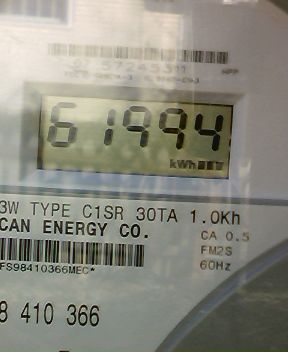 61994
kWh
3W TYPE C1SR 30TA 1.0Kh
CAN ENERGY CO.
CA 0.5
FM2S
60Hz
FS98410366MEC*
8 410 366